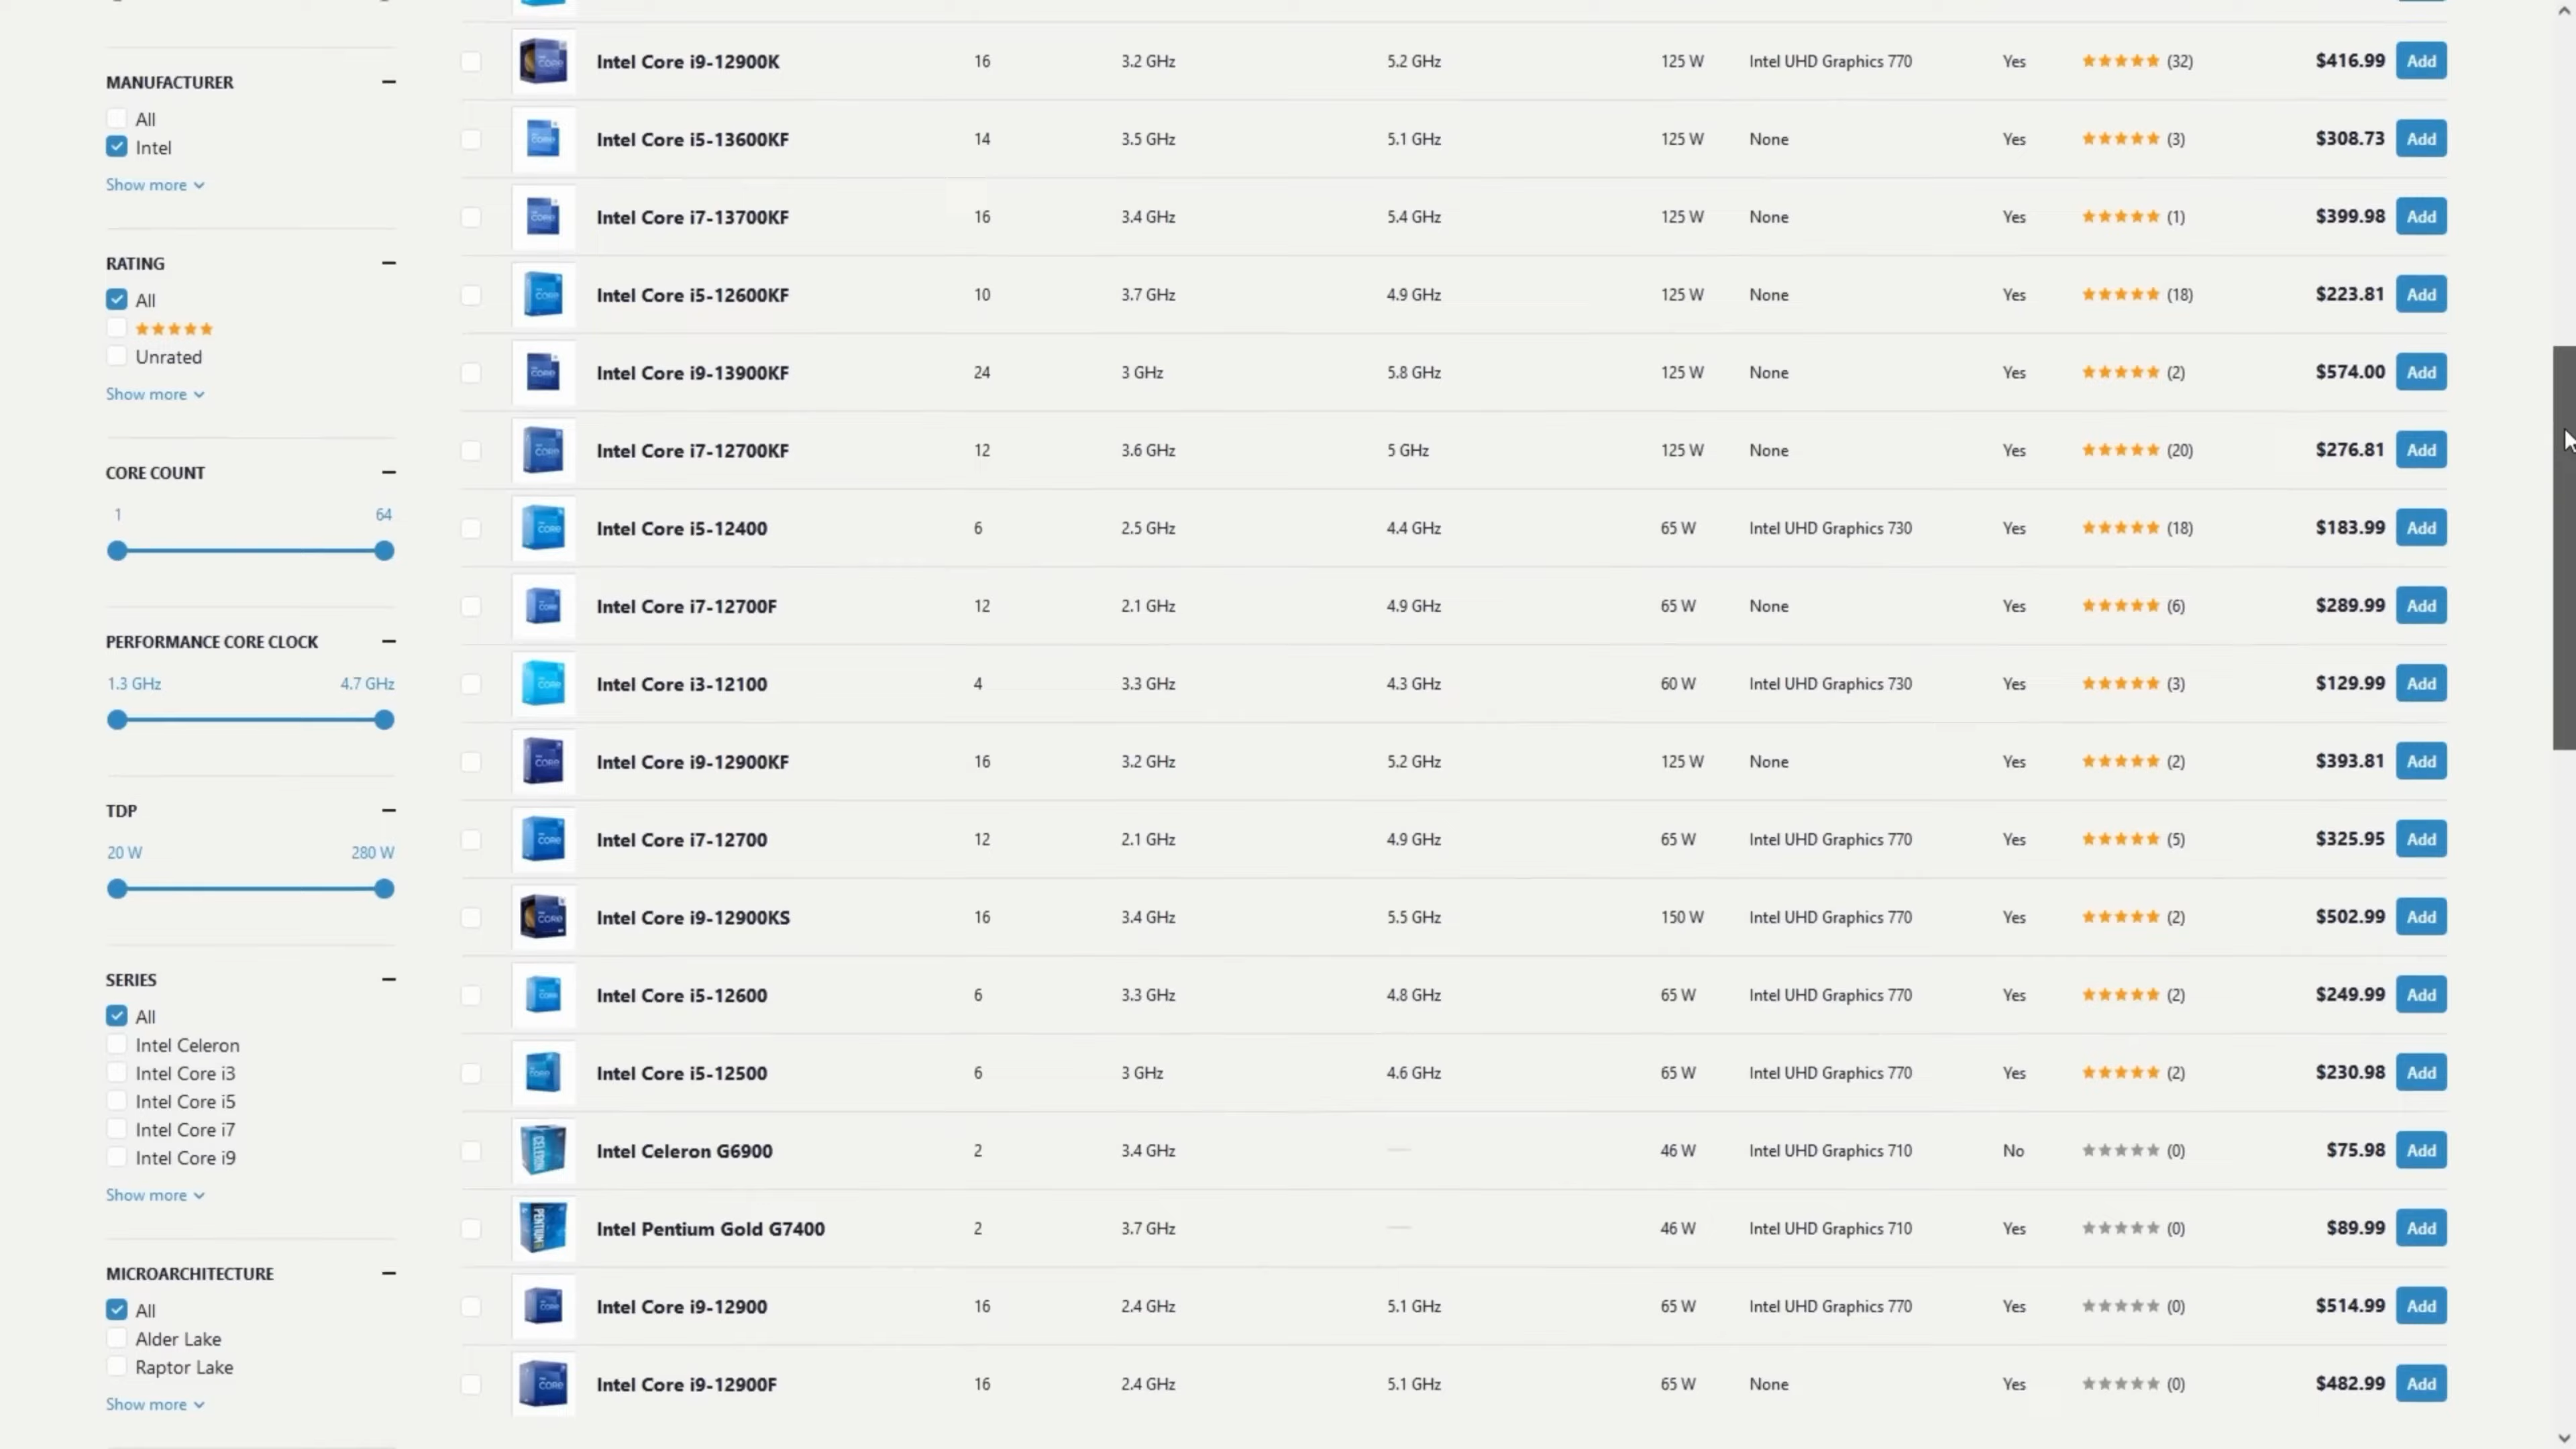 MANUFACTURER
All
Intel
Show more
RATING
All
Unrated
Show more
CORE COUNT
1 64
PERFORMANCE CORE CLOCK
1.3 GHz 4.7 GHz
TDP
20 W 280 W
SERIES
All
Intel Celeron
Intel Core i3
Intel Core i5
Intel Core i7
Intel Core i9
Show more
MICROARCHITECTURE
All
Alder Lake
Raptor Lake
Show more
Intel Core i9-12900K 16 3.2 GHz 5.2 GHz 125 W Intel UHD Graphics 770 Yes (32) $416.99 Add
Intel Core i5-13600KF 14 3.5 GHz 5.1 GHz 125 W None Yes (3) $308.73 Add
Intel Core i7-13700KF 16 3.4 GHz 5.4 GHz 125 W None Yes (1) $399.98 Add
Intel Core i5-12600KF 10 3.7 GHz 4.9 GHz 125 W None Yes (18) $223.81 Add
Intel Core i9-13900KF 24 3 GHz 5.8 GHz 125 W None Yes (2) $574.00 Add
Intel Core i7-12700KF 12 3.6 GHz 5 GHz 125 W None Yes (20) $276.81 Add
Intel Core i5-12400 6 2.5 GHz 4.4 GHz 65 W Intel UHD Graphics 730 Yes (18) $183.99 Add
Intel Core i7-12700F 12 2.1 GHz 4.9 GHz 65 W None Yes (6) $289.99 Add
Intel Core i3-12100 4 3.3 GHz 4.3 GHz 60 W Intel UHD Graphics 730 Yes (3) $129.99 Add
Intel Core i9-12900KF 16 3.2 GHz 5.2 GHz 125 W None Yes (2) $393.81 Add
Intel Core i7-12700 12 2.1 GHz 4.9 GHz 65 W Intel UHD Graphics 770 Yes (5) $325.95 Add
Intel Core i9-12900KS 16 3.4 GHz 5.5 GHz 150 W Intel UHD Graphics 770 Yes (2) $502.99 Add
Intel Core i5-12600 6 3.3 GHz 4.8 GHz 65 W Intel UHD Graphics 770 Yes (2) $249.99 Add
Intel Core i5-12500 6 3 GHz 4.6 GHz 65 W Intel UHD Graphics 770 Yes (2) $230.98 Add
Intel Celeron G6900 2 3.4 GHz — 46 W Intel UHD Graphics 710 No (0) $75.98 Add
Intel Pentium Gold G7400 2 3.7 GHz — 46 W Intel UHD Graphics 710 Yes (0) $89.99 Add
Intel Core i9-12900 16 2.4 GHz 5.1 GHz 65 W Intel UHD Graphics 770 Yes (0) $514.99 Add
Intel Core i9-12900F 16 2.4 GHz 5.1 GHz 65 W None Yes (0) $482.99 Add